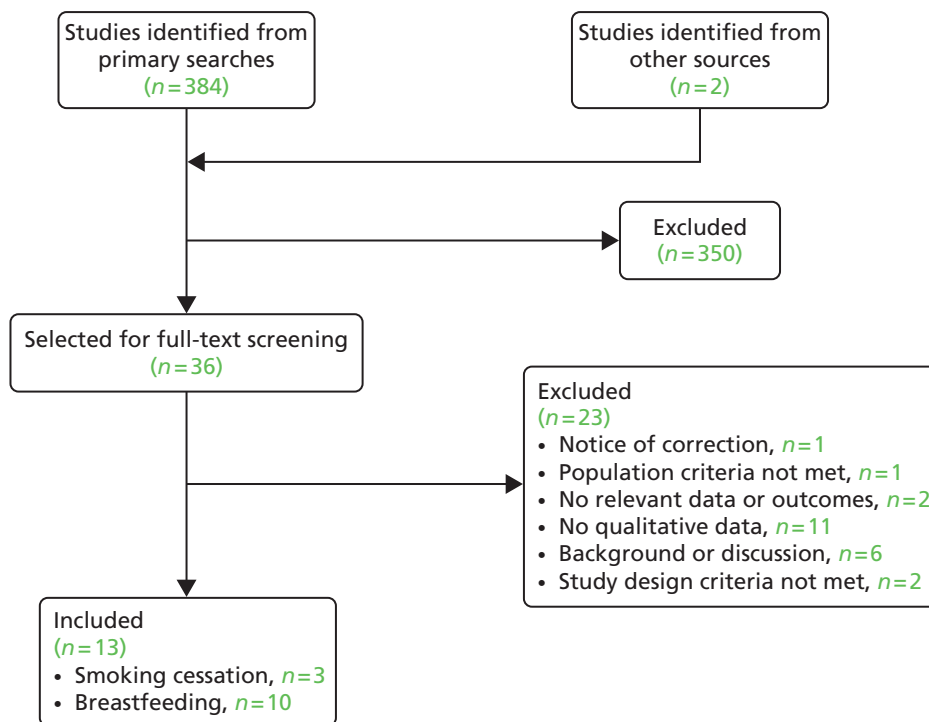 Studies identified from
primary searches
(n=384)
Studies identified from
other sources
(n=2)
Excluded
(n=350)
Selected for full-text screening
(n=36)
Excluded
(n=23)
• Notice of correction, n=1
• Population criteria not met, n=1
• No relevant data or outcomes, n=2
• No qualitative data, n=11
• Background or discussion, n=6
• Study design criteria not met, n=2
Included
(n=13)
• Smoking cessation, n=3
• Breastfeeding, n=10